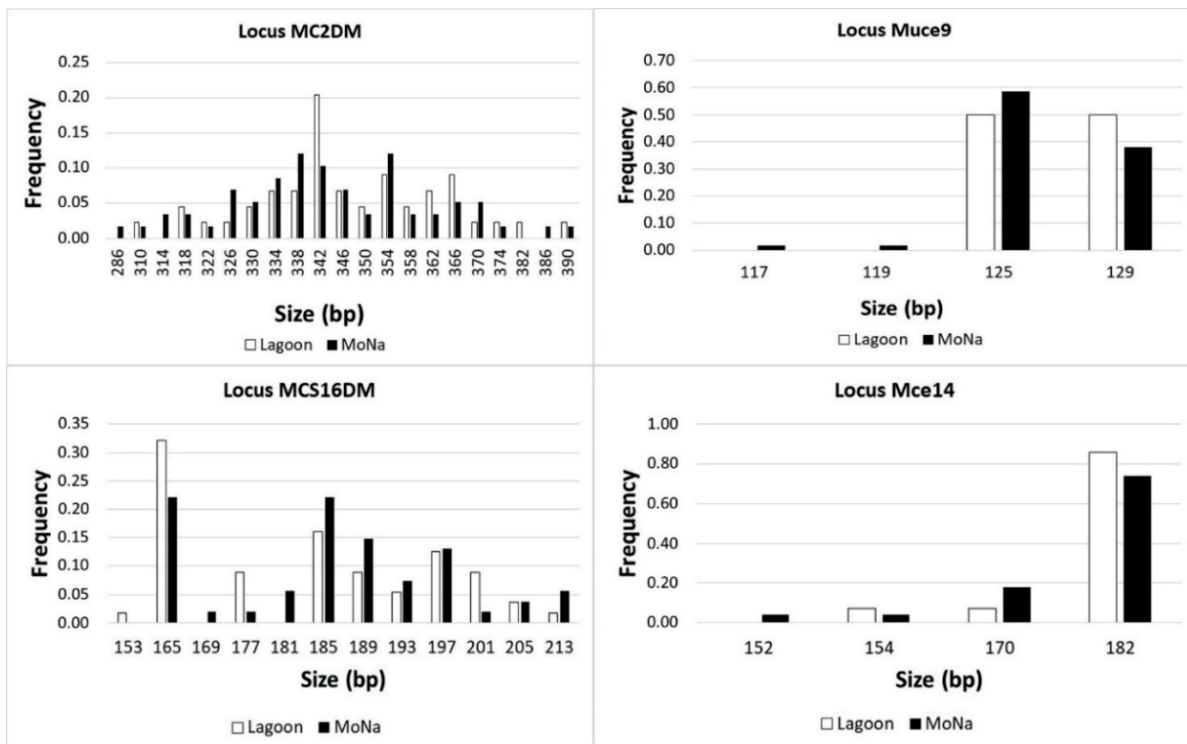 Locus MC2DM
Frequency
0.25
0.20
0.15
0.10
0.05
0.00
286 310 314 318 322 326 330 334 338 342 346 350 354 358 362 366 370 374 382 386 390
Size (bp)
Lagoon MoNa
Locus Muce9
Frequency
0.70
0.60
0.50
0.40
0.30
0.20
0.10
0.00
117 119 125 129
Size (bp)
Lagoon MoNa
Locus MCS16DM
Frequency
0.35
0.30
0.25
0.20
0.15
0.10
0.05
0.00
153 165 169 177 181 185 189 193 197 201 205 213
Size (bp)
Lagoon MoNa
Locus Mce14
Frequency
1.00
0.80
0.60
0.40
0.20
0.00
152 154 170 182
Size (bp)
Lagoon MoNa